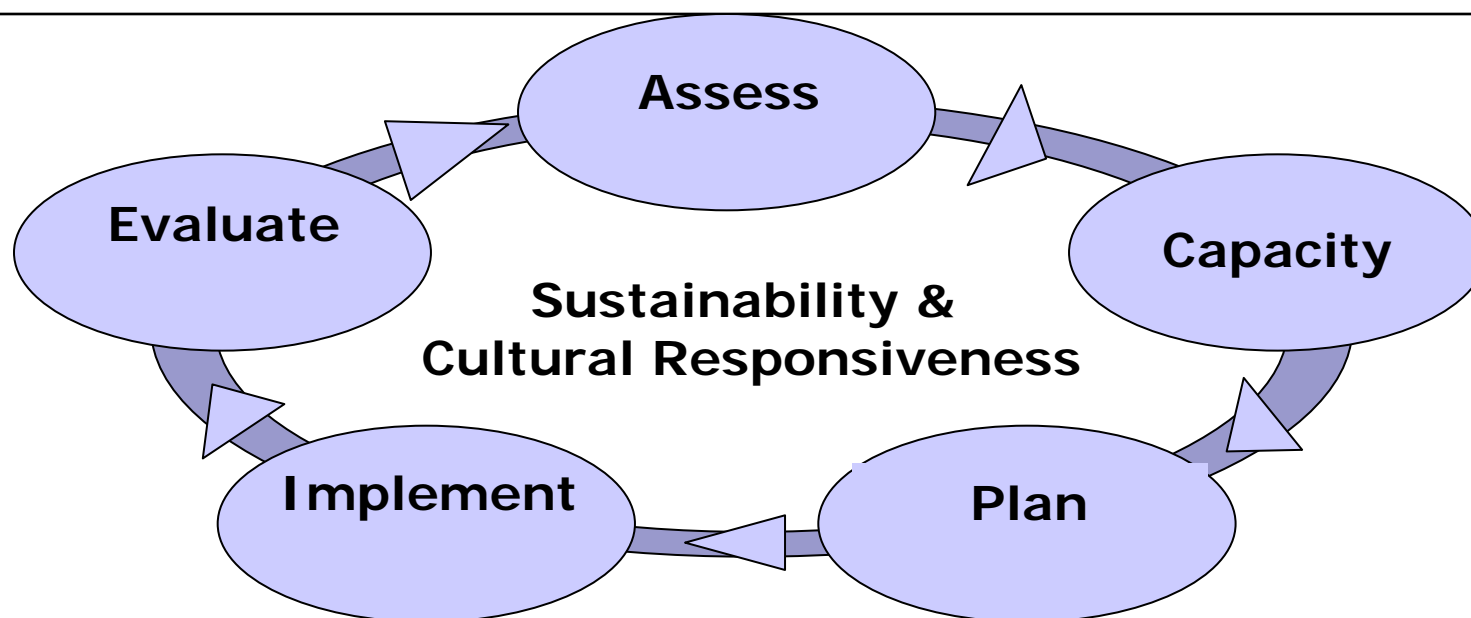 Assess
Evaluate
Capacity
Sustainability &
Cultural Responsiveness
Implement
Plan